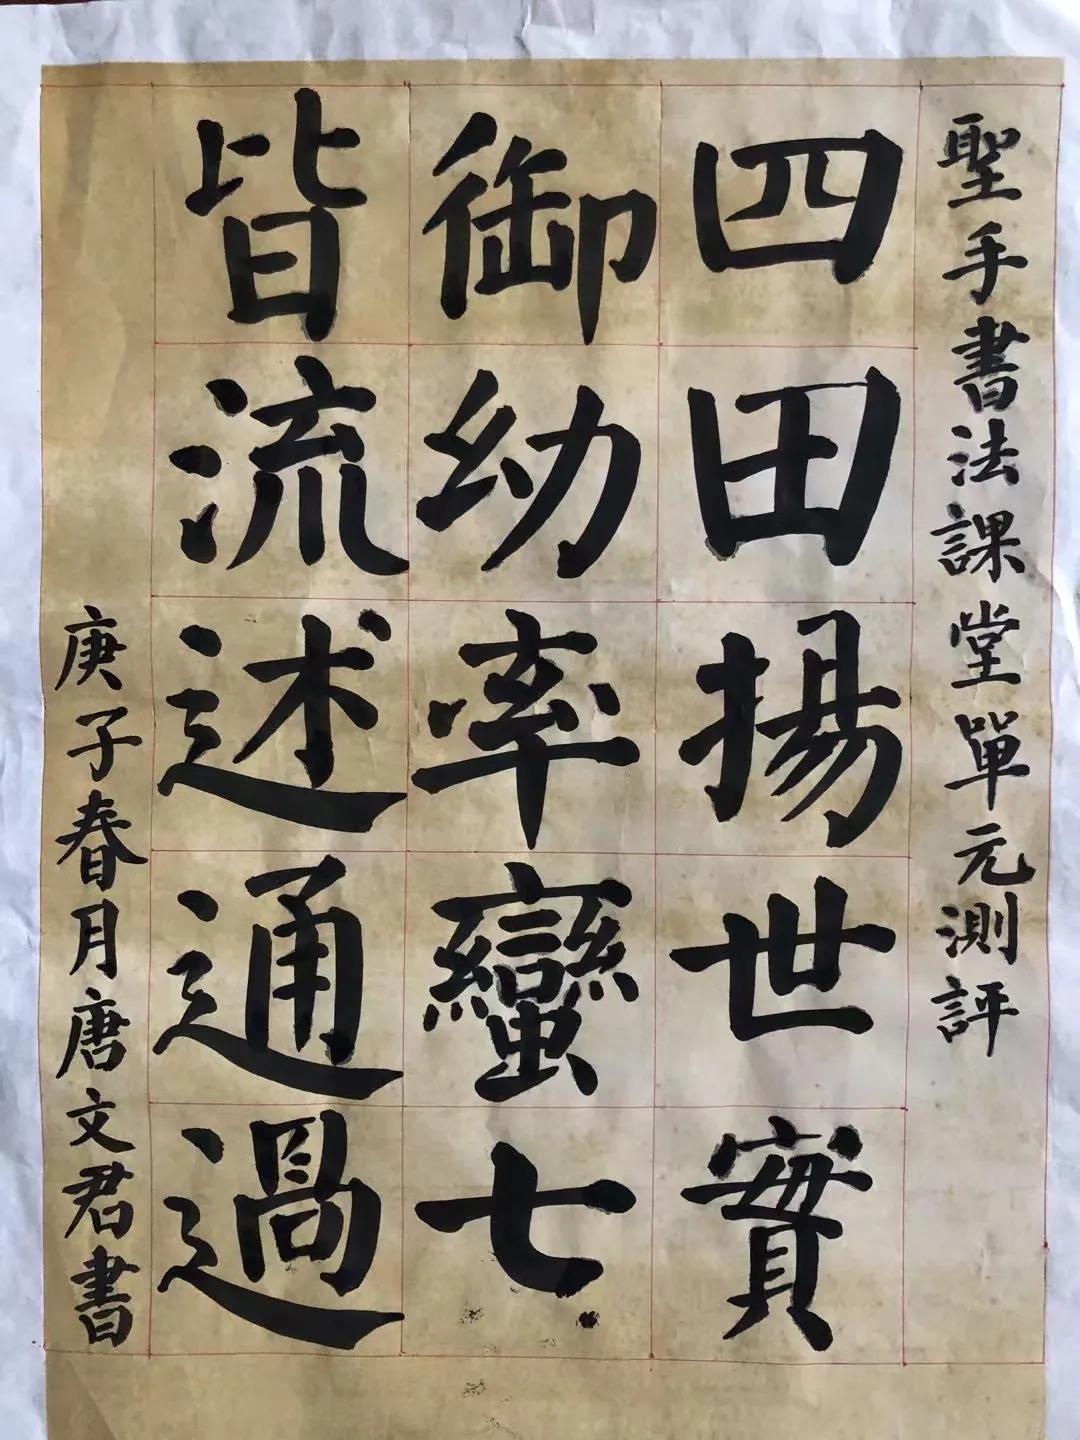 聖手書法課堂單元測評
四田揚世實
御幼率蠻七
皆流述通過
庚子春月唐文君書